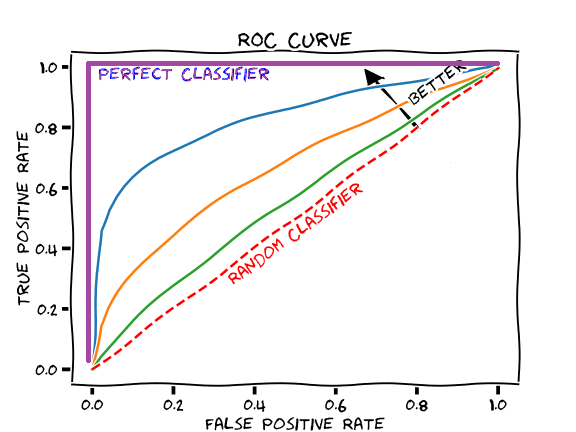 ROC CURVE
PERFECT CLASSIFIER
BETTER
RANDOM CLASSIFIER
TRUE POSITIVE RATE
1.0
0.8
0.6
0.4
0.2
0.0
0.0 0.2 0.4 0.6 0.8 1.0
FALSE POSITIVE RATE